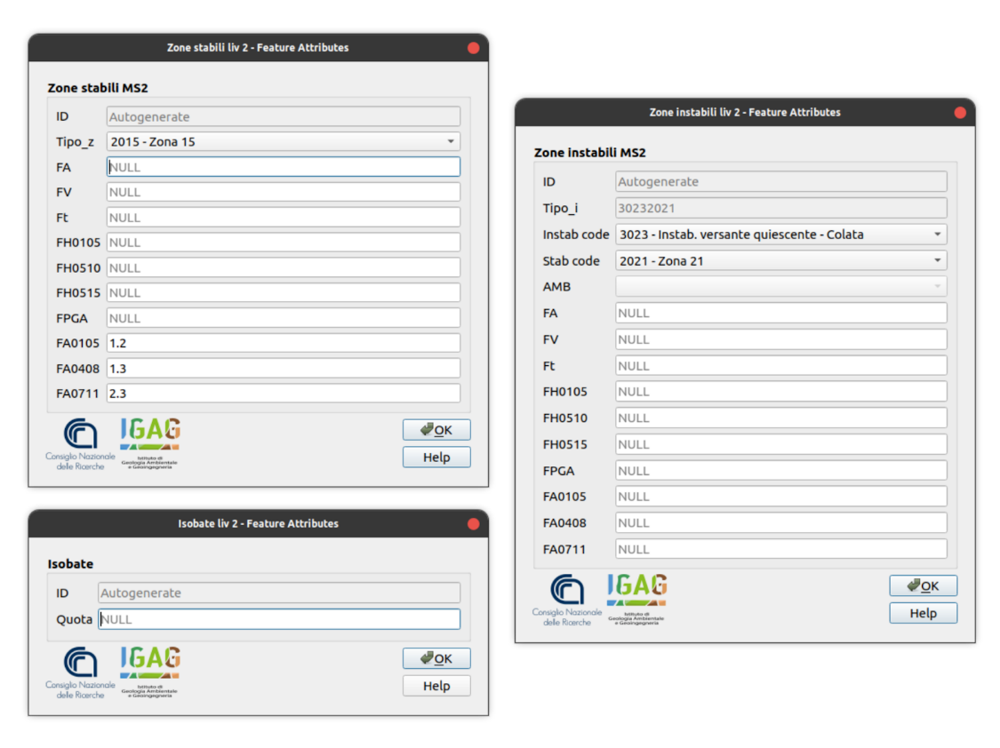 Zone stabili liv 2 - Feature Attributes
Zone stabili MS2
ID Autogenerate
Tipo_z 2015 - Zona 15
FA NULL
FV NULL
Ft NULL
FH0105 NULL
FH0510 NULL
FH0515 NULL
FPGA NULL
FA0105 1.2
FA0408 1.3
FA0711 2.3
Consiglio Nazionale
delle Ricerche
IGAG
Istituto di
Geologia Ambientale
e Geoingegneria
OK
Help
Isobate liv 2 - Feature Attributes
Isobate
ID Autogenerate
Quota NULL
Consiglio Nazionale
delle Ricerche
IGAG
Istituto di
Geologia Ambientale
e Geoingegneria
OK
Help
Zone instabili liv 2 - Feature Attributes
Zone instabili MS2
ID Autogenerate
Tipo_i 30232021
Instab code 3023 - Instab. versante quiescente - Colata
Stab code 2021 - Zona 21
AMB
FA NULL
FV NULL
Ft NULL
FH0105 NULL
FH0510 NULL
FH0515 NULL
FPGA NULL
FA0105 NULL
FA0408 NULL
FA0711 NULL
Consiglio Nazionale
delle Ricerche
IGAG
Istituto di
Geologia Ambientale
e Geoingegneria
OK
Help